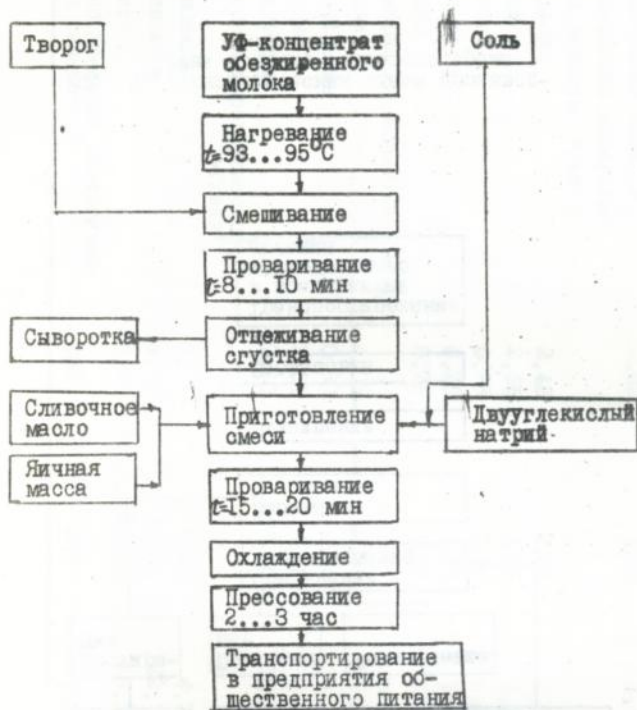 Творог
УФ-концентрат
обезжиренного
молока
Соль
Нагревание
t=93...95°C
Смешивание
Проваривание
t=8...10 мин
Сыворотка
Отцеживание
сгустка
Сливочное
масло
Приготовление
смеси
Двууглекислый
натрий
Яичная
масса
Проваривание
t=15...20 мин
Охлаждение
Прессование
2...3 час
Транспортирование
в предприятия об-
щественного питания